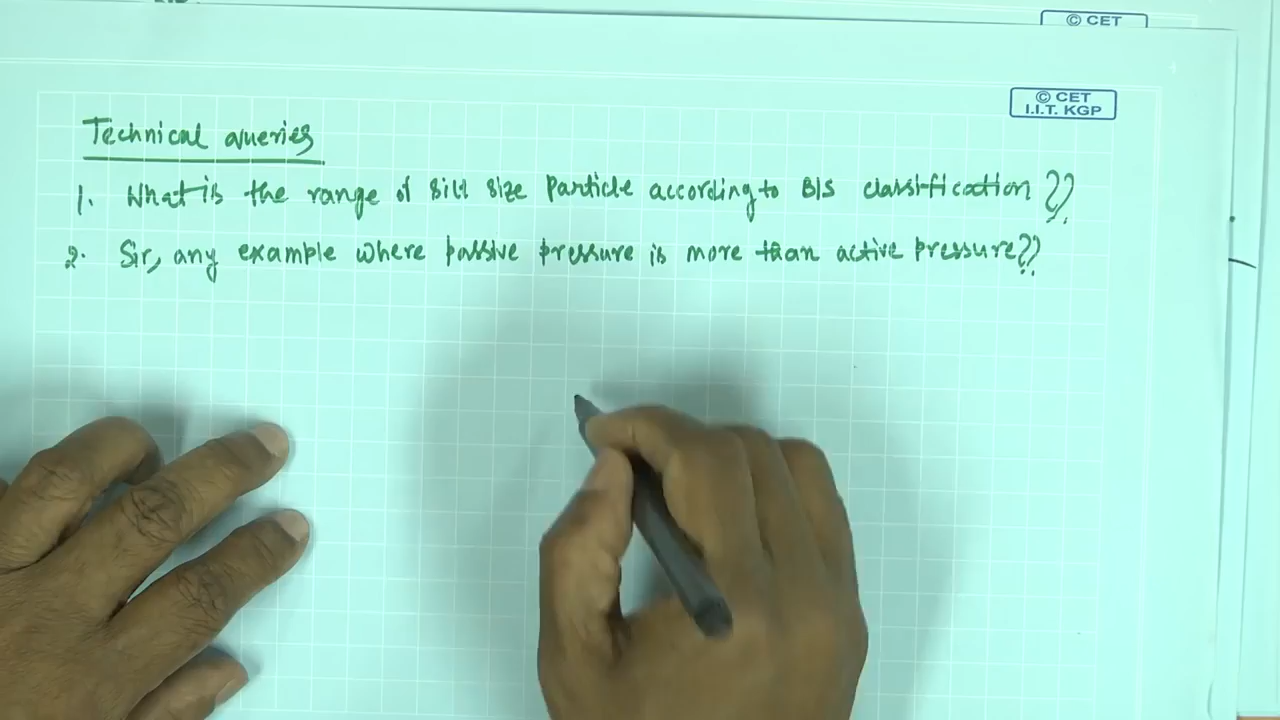 © CET
© CET
I.I.T. KGP
Technical queries
1. What is the range of silt size particle according to BIS classification ??
2. Sir, any example where passive pressure is more than active pressure??